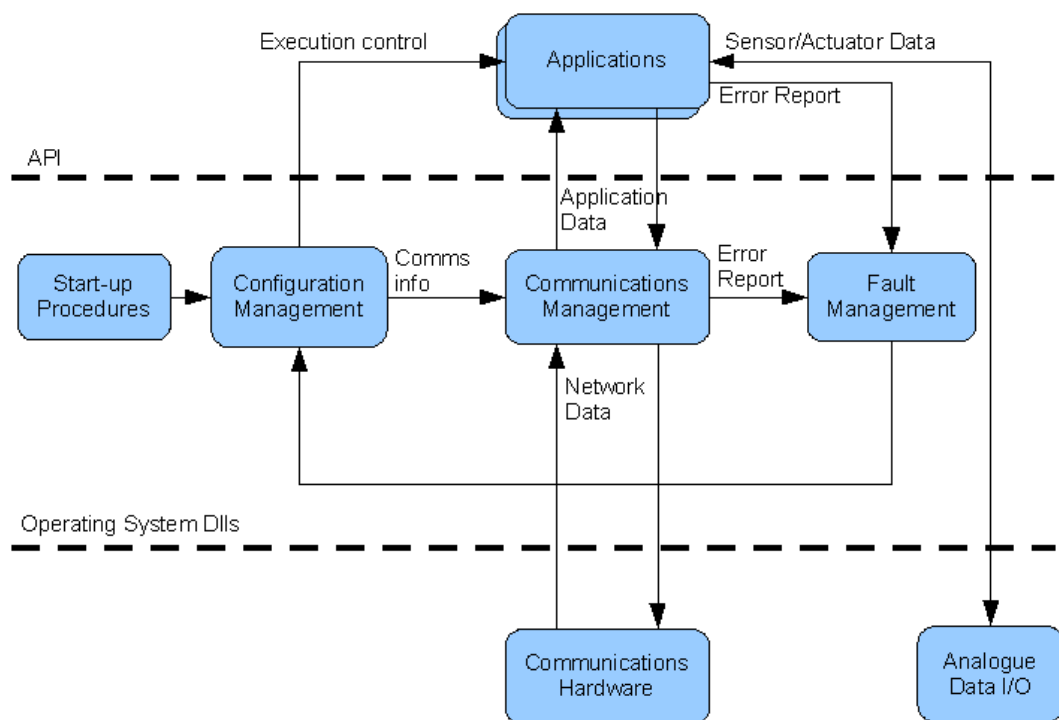 Execution control
Applications
Sensor/Actuator Data
Error Report
API
Application
Data
Start-up
Procedures
Configuration
Management
Comms
info
Communications
Management
Error
Report
Fault
Management
Network
Data
Operating System Dlls
Communications
Hardware
Analogue
Data I/O